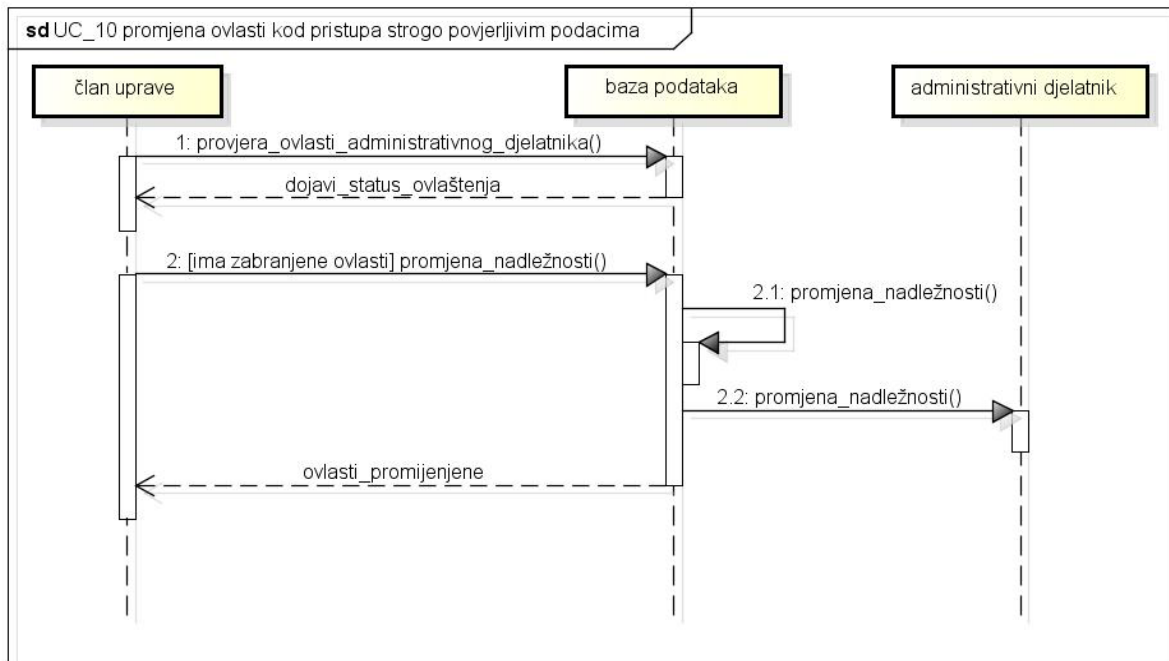 sd UC_10 promjena ovlasti kod pristupa strogo povjerljivim podacima
član uprave
baza podataka
administrativni djelatnik
1: provjera_ovlasti_administrativnog_djelatnika()
dojavi_status_ovlaštenja
2: [ima zabranjene ovlasti] promjena_nadležnosti()
2.1: promjena_nadležnosti()
2.2: promjena_nadležnosti()
ovlasti_promijenjene